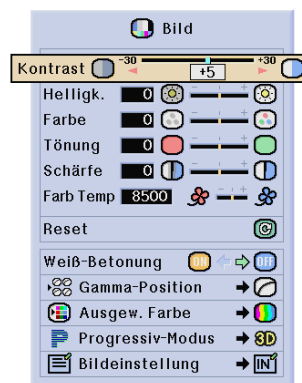 Bild
Kontrast -30 +5 +30
Helligk. 0 - +
Farbe 0 - +
Tönung 0 - +
Schärfe 0 - +
Farb Temp 8500 - +
Reset
Weiß-Betonung ON OFF
Gamma-Position
Ausgew. Farbe
Progressiv-Modus 3D
Bildeinstellung IN